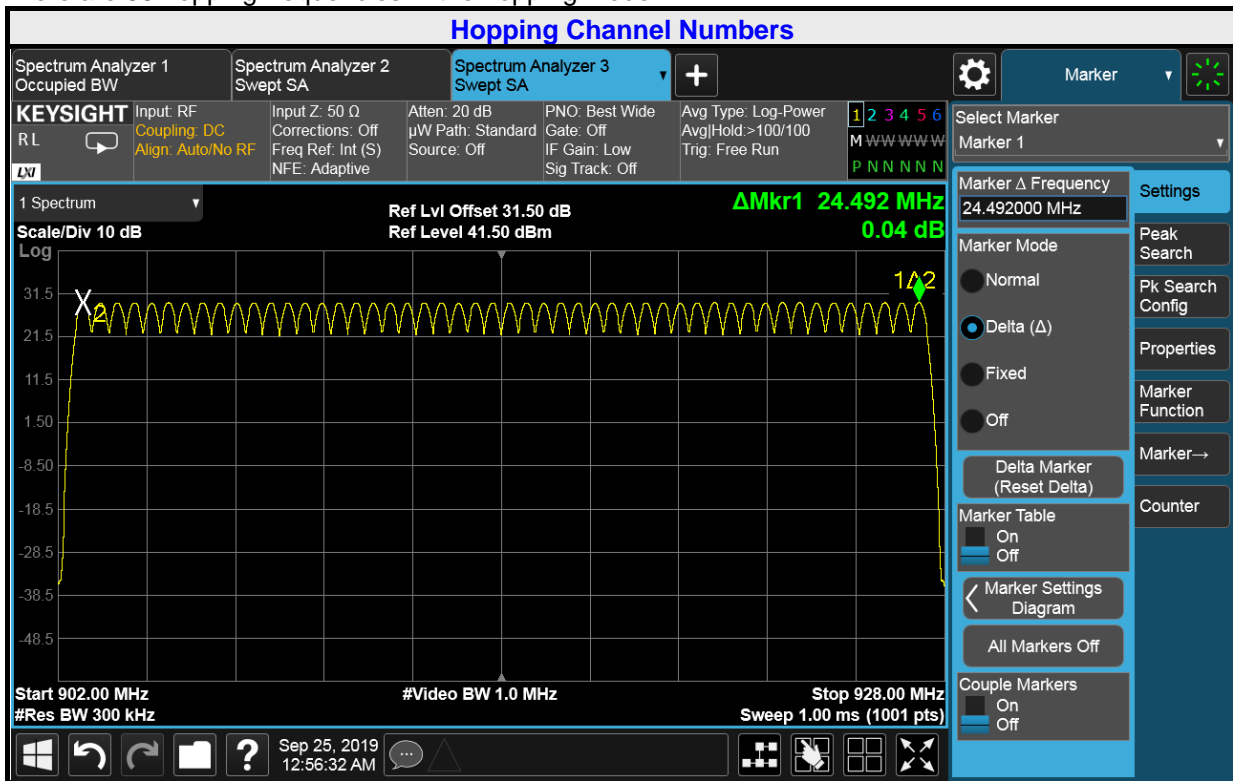 Hopping Channel Numbers
Spectrum Analyzer 1
Occupied BW
Spectrum Analyzer 2
Swept SA
Spectrum Analyzer 3
Swept SA
+
Marker
KEYSIGHT
R L
LXI
Input: RF
Coupling: DC
Align: Auto/No RF
Input Z: 50 Ω
Corrections: Off
Freq Ref: Int (S)
NFE: Adaptive
Atten: 20 dB
µW Path: Standard
Source: Off
PNO: Best Wide
Gate: Off
IF Gain: Low
Sig Track: Off
Avg Type: Log-Power
Avg|Hold:>100/100
Trig: Free Run
1 2 3 4 5 6
M W W W W W
P N N N N N
Select Marker
Marker 1
1 Spectrum
Scale/Div 10 dB
Log
Ref Lvl Offset 31.50 dB
Ref Level 41.50 dBm
ΔMkr1 24.492 MHz
0.04 dB
31.5
21.5
11.5
1.50
-8.50
-18.5
-28.5
-38.5
-48.5
X2
1Δ2
Start 902.00 MHz
#Res BW 300 kHz
#Video BW 1.0 MHz
Stop 928.00 MHz
Sweep 1.00 ms (1001 pts)
Marker Δ Frequency
24.492000 MHz
Marker Mode
Normal
Delta (Δ)
Fixed
Off
Delta Marker
(Reset Delta)
Marker Table
On
Off
Marker Settings
Diagram
All Markers Off
Couple Markers
On
Off
Settings
Peak
Search
Pk Search
Config
Properties
Marker
Function
Marker→
Counter
?
Sep 25, 2019
12:56:32 AM